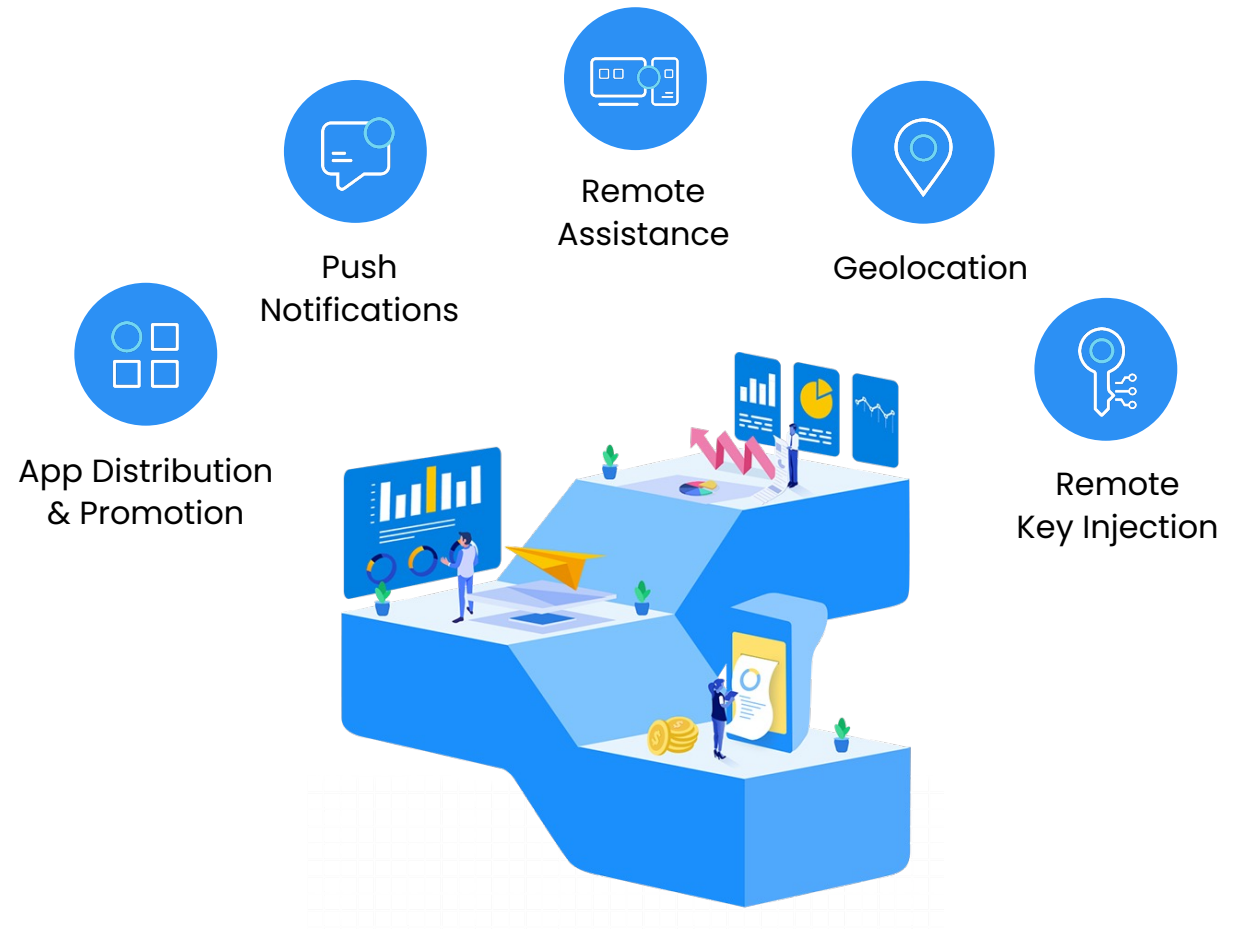 App Distribution
& Promotion
Push
Notifications
Remote
Assistance
Geolocation
Remote
Key Injection